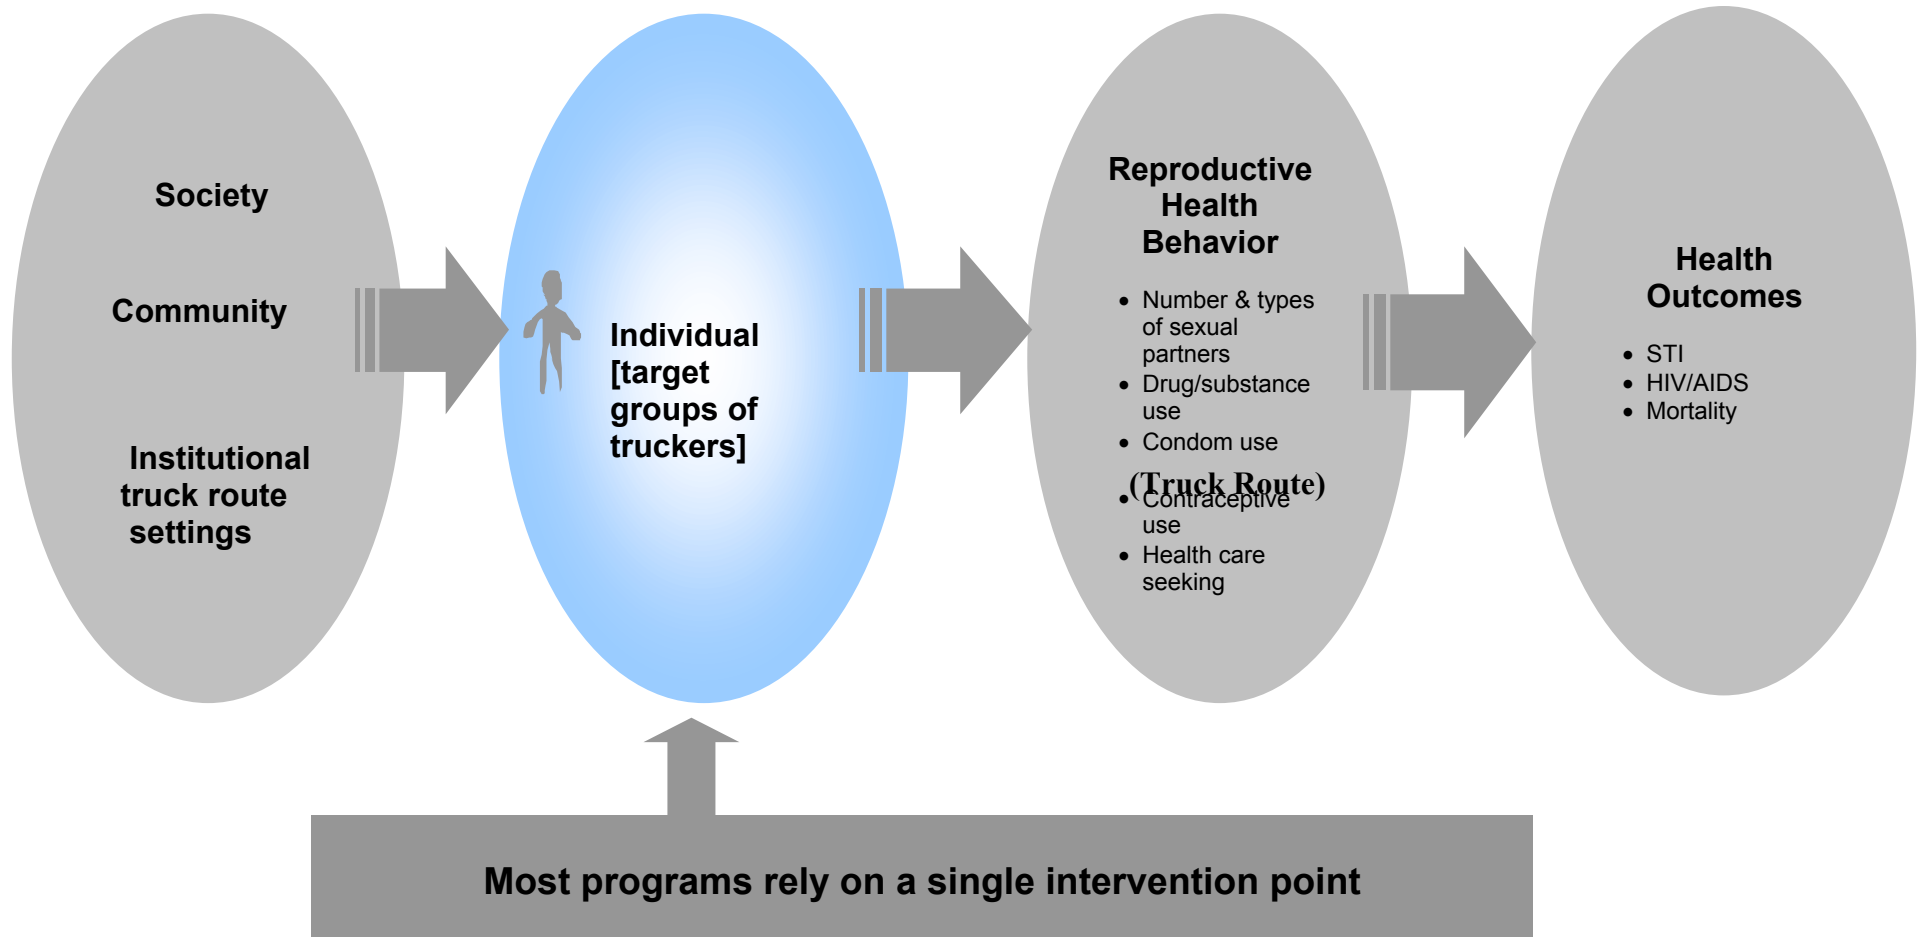 Society
Community
Institutional
truck route
settings
Individual
[target
groups of
truckers]
Reproductive
Health
Behavior
• Number & types
of sexual
partners
• Drug/substance
use
• Condom use
(Truck Route)
• Contraceptive
use
• Health care
seeking
Health
Outcomes
• STI
• HIV/AIDS
• Mortality
Most programs rely on a single intervention point